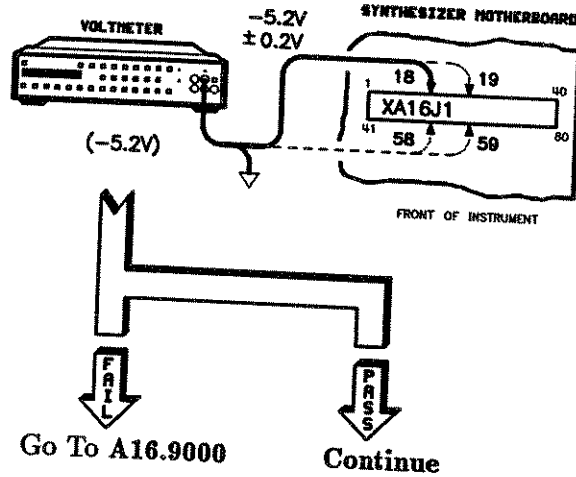 VOLTMETER
-5.2V
± 0.2V
SYNTHESIZER MOTHERBOARD
18
19
1
40
XA16J1
41
58
59
80
(-5.2V)
FRONT OF INSTRUMENT
FAIL
PASS
Go To A16.9000
Continue